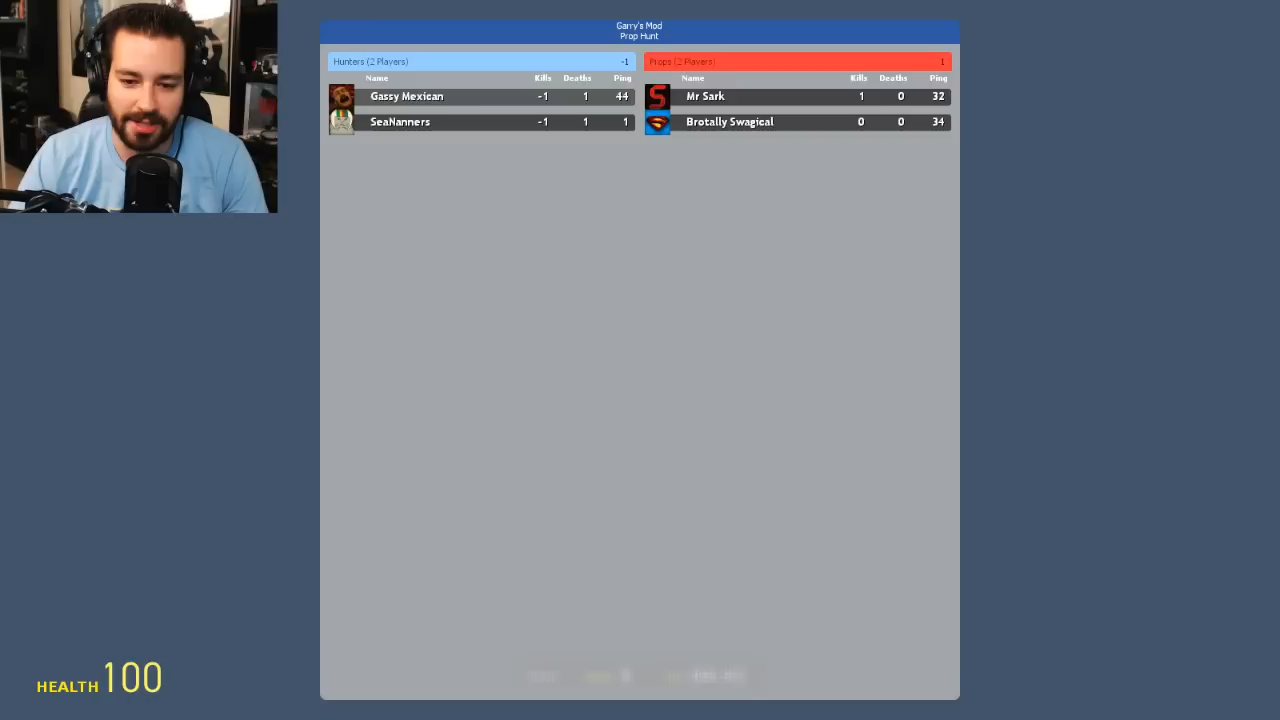 Garry's Mod
Prop Hunt
Hunters (2 Players) -1
Name Kills Deaths Ping
Gassy Mexican -1 1 44
SeaNanners -1 1 1
Props (2 Players) 1
Name Kills Deaths Ping
Mr Sark 1 0 32
Brotally Swagical 0 0 34
HEALTH 100